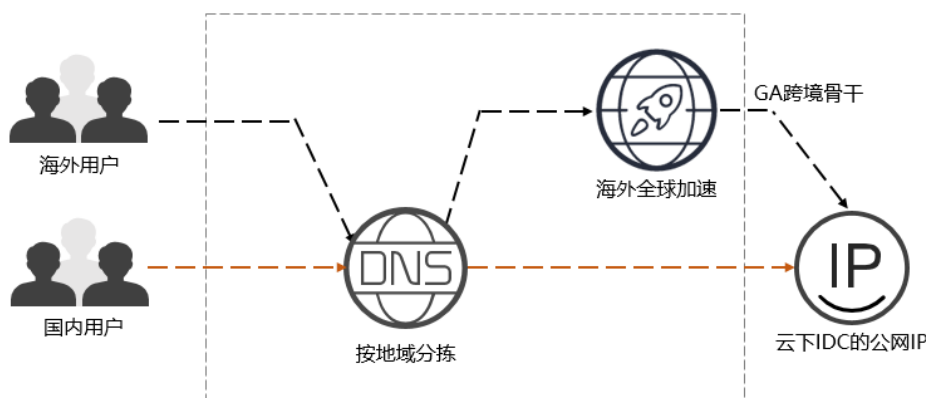 GA跨境骨干
海外用户
海外全球加速
DNS
IP
国内用户
按地域分拣
云下IDC的公网IP